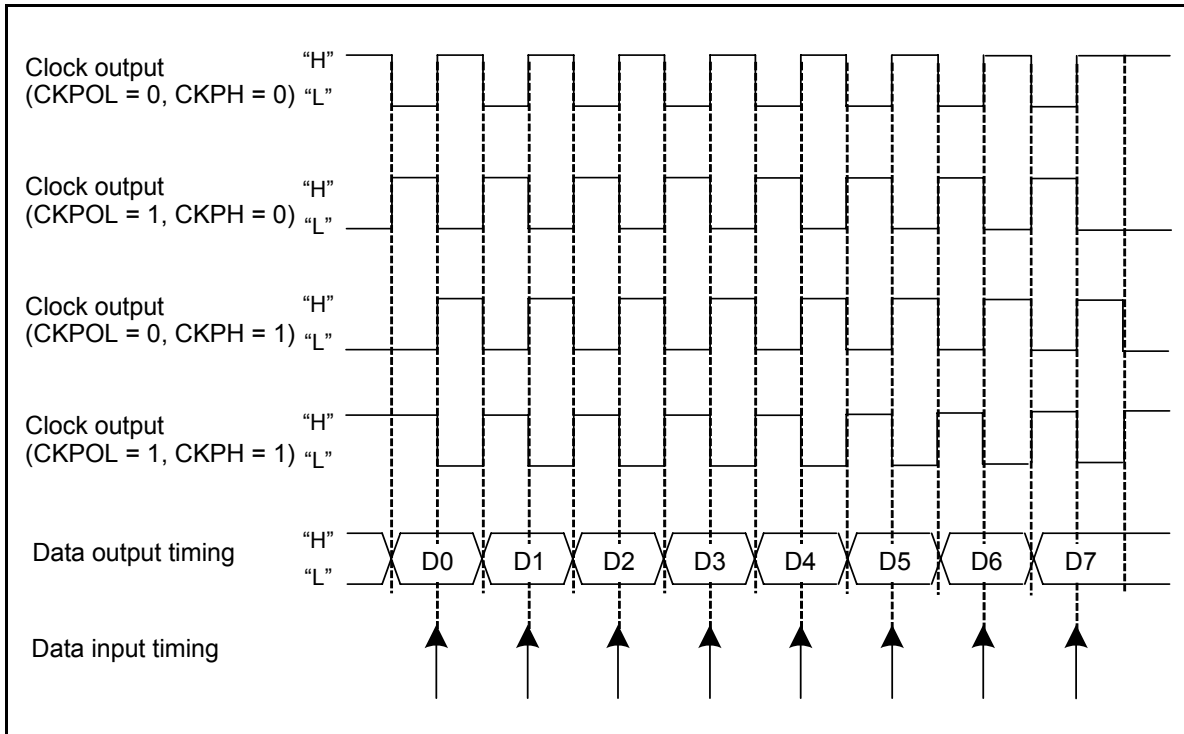 Clock output
(CKPOL = 0, CKPH = 0)
“H”
“L”
Clock output
(CKPOL = 1, CKPH = 0)
“H”
“L”
Clock output
(CKPOL = 0, CKPH = 1)
“H”
“L”
Clock output
(CKPOL = 1, CKPH = 1)
“H”
“L”
Data output timing
“H”
“L”
D0 D1 D2 D3 D4 D5 D6 D7
Data input timing